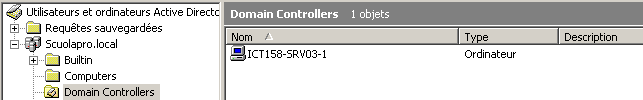 Utilisateurs et ordinateurs Active Directo
Requêtes sauvegardées
Scuolapro.local
Builtin
Computers
Domain Controllers
Domain Controllers 1 objets
Nom Type Description
ICT158-SRV03-1 Ordinateur